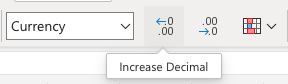 Currency
←.0 .00
.00 →.0
Increase Decimal